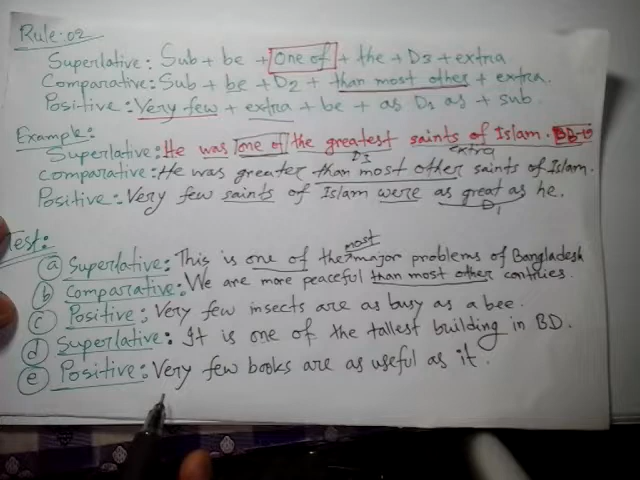 Rule:02
Superlative: Sub + be + one of + the + D3 + extra
Comparative: Sub + be + D2 + than most other + extra.
Positive: Very few + extra + be + as D1 as + sub.
Example:
Superlative: He was one of the greatest saints of Islam.
D3 extra
Comparative: He was greater than most other saints of Islam.
Positive: Very few saints of Islam were as great as he.
D1
Test:
most
a Superlative: This is one of the major problems of Bangladesh
b Comparative: We are more peaceful than most other contries.
c Positive: Very few insects are as busy as a bee.
d Superlative: It is one of the tallest building in BD.
e Positive: Very few books are as useful as it.